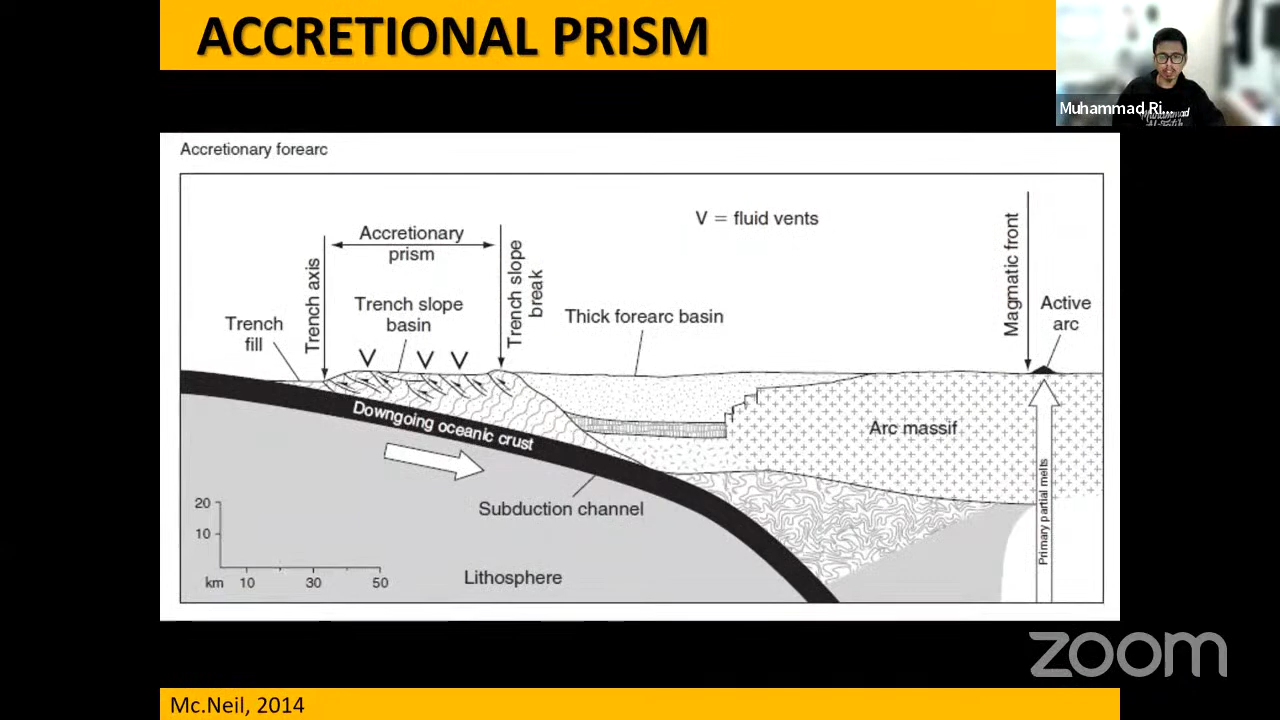 ACCRETIONAL PRISM
Muhammad Ri...
Accretionary forearc
V = fluid vents
Accretionary
prism
Trench axis
Trench slope
break
Magmatic front
Trench slope
basin
Thick forearc basin
Active
arc
Trench
fill
V V V
Downgoing oceanic crust
Arc massif
Subduction channel
Primary partial melts
20
10
km 10 30 50
Lithosphere
zoom
Mc.Neil, 2014